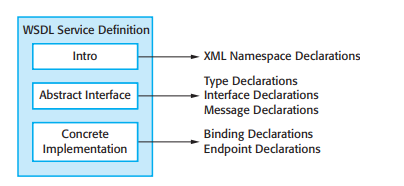 WSDL Service Definition
Intro
XML Namespace Declarations
Abstract Interface
Type Declarations
Interface Declarations
Message Declarations
Concrete
Implementation
Binding Declarations
Endpoint Declarations